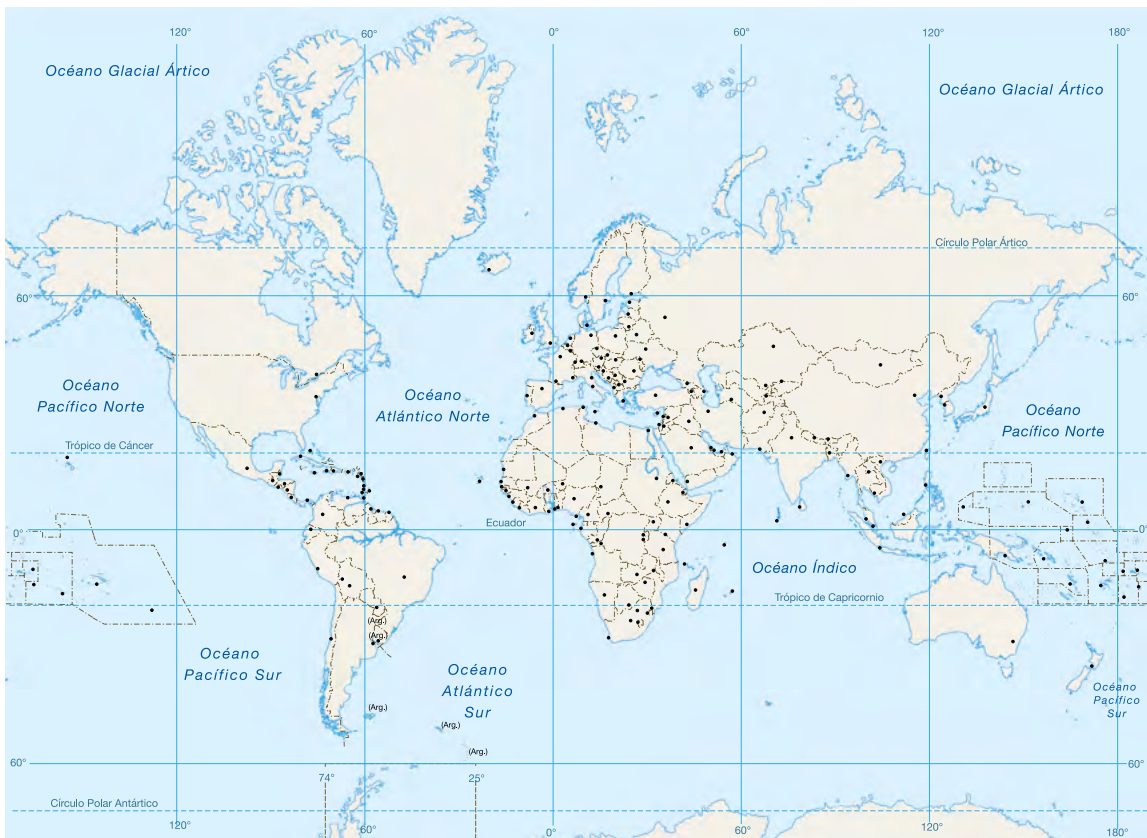 120°
60°
0°
60°
120°
180°
Océano Glacial Ártico
Océano Glacial Ártico
Círculo Polar Ártico
60°
60°
Océano
Pacífico Norte
Océano
Atlántico Norte
Océano
Pacífico Norte
Trópico de Cáncer
Ecuador
0°
0°
Océano Índico
Trópico de Capricornio
(Arg.)
(Arg.)
Océano
Pacífico Sur
Océano
Atlántico
Sur
Océano
Pacífico
Sur
(Arg.)
(Arg.)
(Arg.)
60°
60°
74°
25°
Círculo Polar Antártico
120°
60°
0°
60°
120°
180°